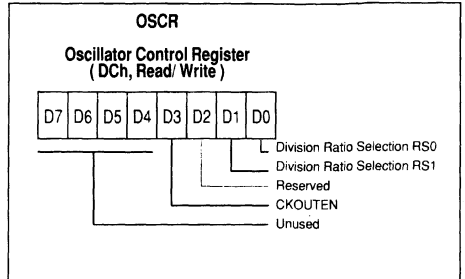 OSCR
Oscillator Control Register
( DCh, Read/ Write )
D7 D6 D5 D4 D3 D2 D1 D0
Division Ratio Selection RS0
Division Ratio Selection RS1
Reserved
CKOUTEN
Unused